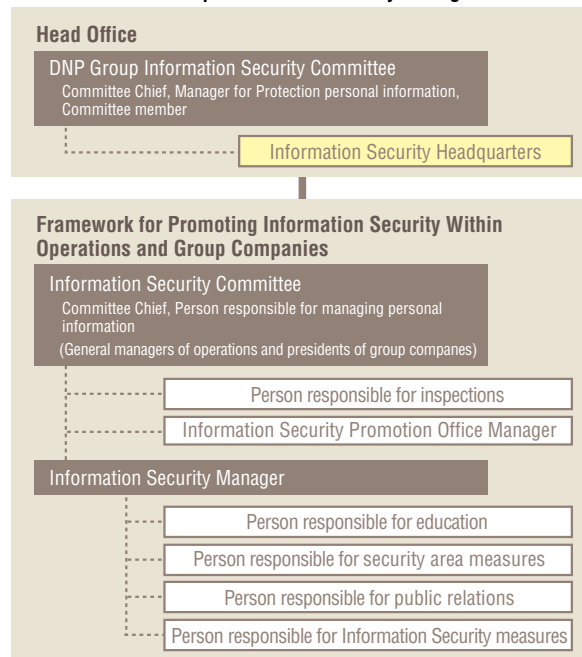 Head Office
DNP Group Information Security Committee
Committee Chief, Manager for Protection personal information,
Committee member
Information Security Headquarters
Framework for Promoting Information Security Within
Operations and Group Companies
Information Security Committee
Committee Chief, Person responsible for managing personal
information
(General managers of operations and presidents of group companes)
Person responsible for inspections
Information Security Promotion Office Manager
Information Security Manager
Person responsible for education
Person responsible for security area measures
Person responsible for public relations
Person responsible for Information Security measures